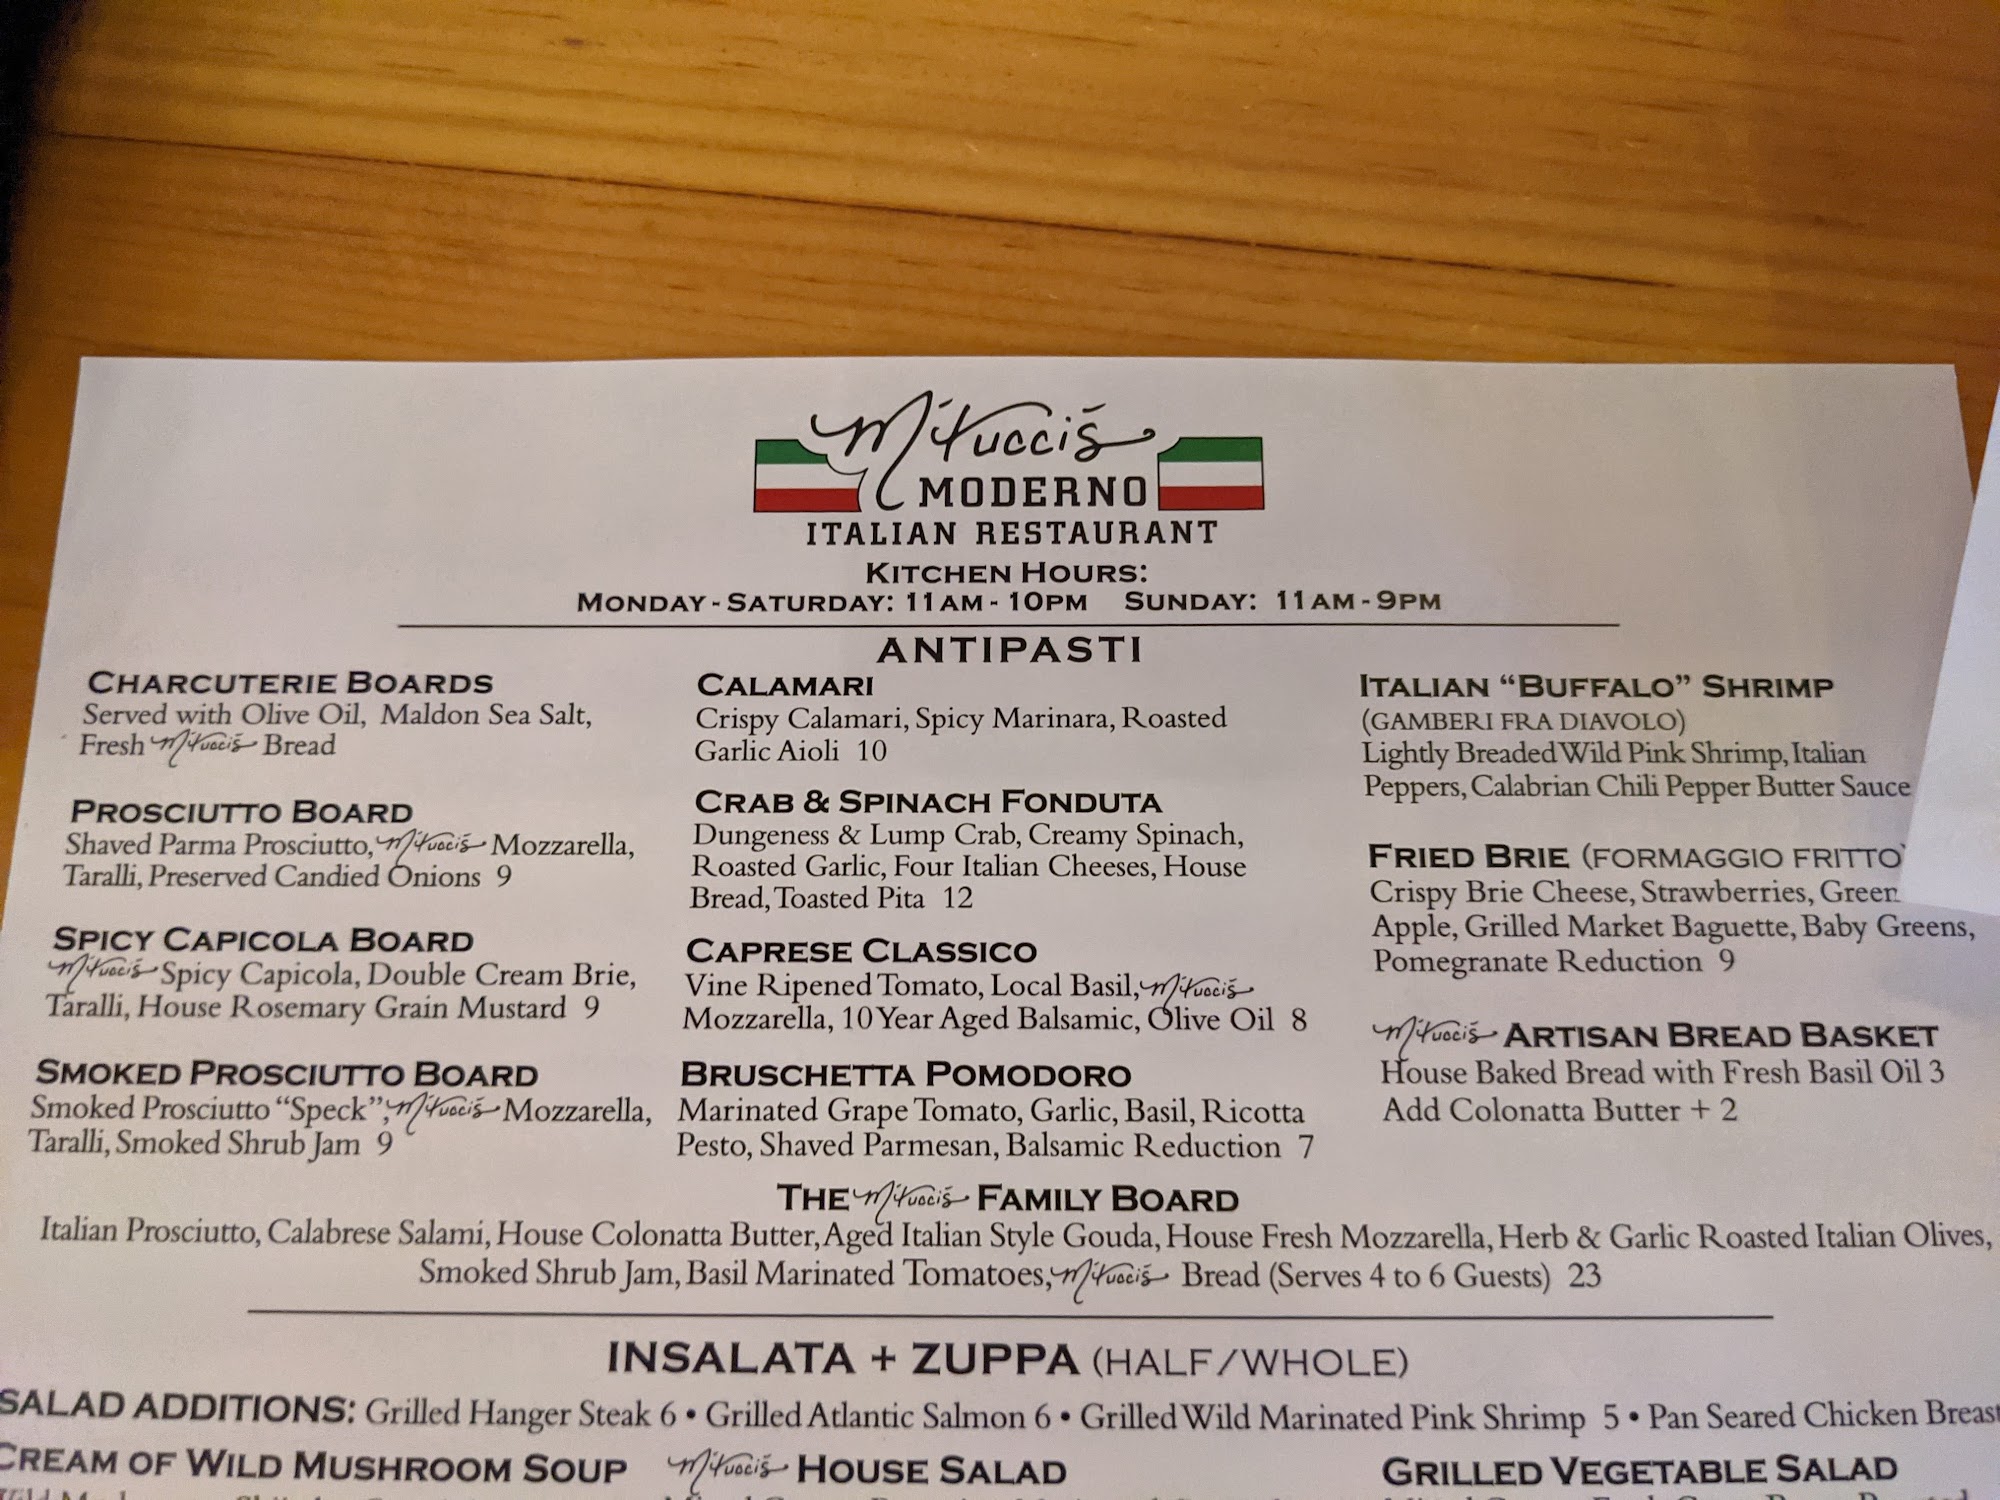 M'tucci's
MODERNO
ITALIAN RESTAURANT
KITCHEN HOURS:
MONDAY - SATURDAY: 11AM - 10PM SUNDAY: 11AM - 9PM
ANTIPASTI
CHARCUTERIE BOARDS
Served with Olive Oil, Maldon Sea Salt,
Fresh M'tucci's Bread
PROSCIUTTO BOARD
Shaved Parma Prosciutto, M'tucci's Mozzarella,
Taralli, Preserved Candied Onions 9
SPICY CAPICOLA BOARD
M'tucci's Spicy Capicola, Double Cream Brie,
Taralli, House Rosemary Grain Mustard 9
SMOKED PROSCIUTTO BOARD
Smoked Prosciutto "Speck", M'tucci's Mozzarella,
Taralli, Smoked Shrub Jam 9
CALAMARI
Crispy Calamari, Spicy Marinara, Roasted
Garlic Aioli 10
CRAB & SPINACH FONDUTA
Dungeness & Lump Crab, Creamy Spinach,
Roasted Garlic, Four Italian Cheeses, House
Bread, Toasted Pita 12
CAPRESE CLASSICO
Vine Ripened Tomato, Local Basil, M'tucci's
Mozzarella, 10 Year Aged Balsamic, Olive Oil 8
BRUSCHETTA POMODORO
Marinated Grape Tomato, Garlic, Basil, Ricotta
Pesto, Shaved Parmesan, Balsamic Reduction 7
ITALIAN "BUFFALO" SHRIMP
(GAMBERI FRA DIAVOLO)
Lightly Breaded Wild Pink Shrimp, Italian
Peppers, Calabrian Chili Pepper Butter Sauce
FRIED BRIE (FORMAGGIO FRITTO
Crispy Brie Cheese, Strawberries, Green
Apple, Grilled Market Baguette, Baby Greens,
Pomegranate Reduction 9
M'tucci's ARTISAN BREAD BASKET
House Baked Bread with Fresh Basil Oil 3
Add Colonatta Butter + 2
THE M'tucci's FAMILY BOARD
Italian Prosciutto, Calabrese Salami, House Colonatta Butter, Aged Italian Style Gouda, House Fresh Mozzarella, Herb & Garlic Roasted Italian Olives,
Smoked Shrub Jam, Basil Marinated Tomatoes, M'tucci's Bread (Serves 4 to 6 Guests) 23
INSALATA + ZUPPA (HALF/WHOLE)
SALAD ADDITIONS: Grilled Hanger Steak 6 • Grilled Atlantic Salmon 6 • Grilled Wild Marinated Pink Shrimp 5 • Pan Seared Chicken Breast
CREAM OF WILD MUSHROOM SOUP
M'tucci's HOUSE SALAD
GRILLED VEGETABLE SALAD